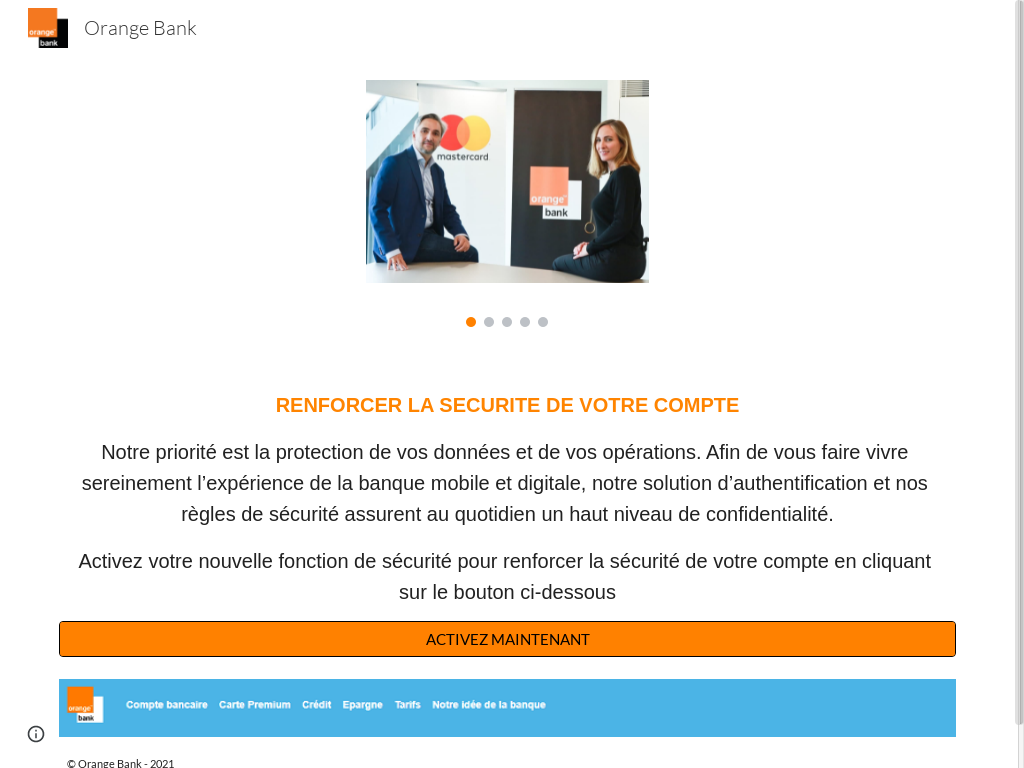 orange
bank
Orange Bank
mastercard
orange
bank
RENFORCER LA SECURITE DE VOTRE COMPTE
Notre priorité est la protection de vos données et de vos opérations. Afin de vous faire vivre
sereinement l’expérience de la banque mobile et digitale, notre solution d’authentification et nos
règles de sécurité assurent au quotidien un haut niveau de confidentialité.
Activez votre nouvelle fonction de sécurité pour renforcer la sécurité de votre compte en cliquant
sur le bouton ci-dessous
ACTIVEZ MAINTENANT
orange
bank
Compte bancaire Carte Premium Crédit Epargne Tarifs Notre idée de la banque
© Orange Bank - 2021